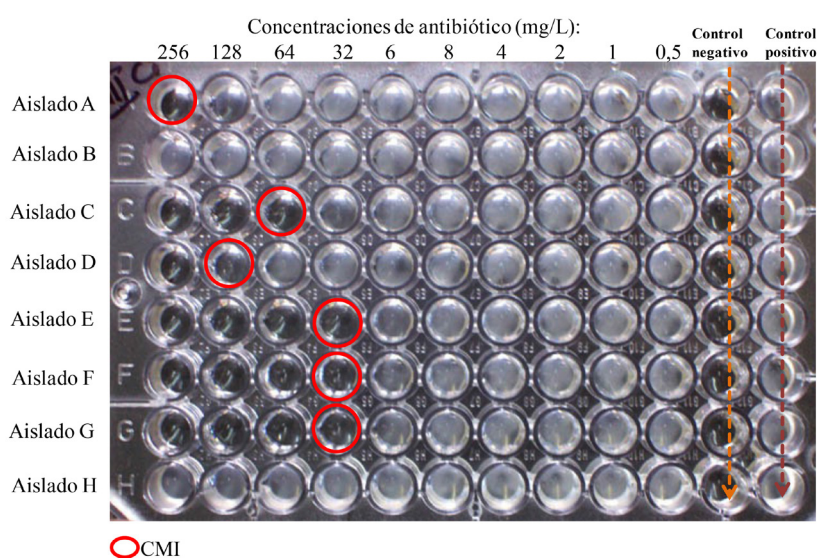 Concentraciones de antibiótico (mg/L):
256 128 64 32 6 8 4 2 1 0,5
Control negativo
Control positivo
Aislado A
Aislado B
B
Aislado C
C
Aislado D
D
Aislado E
E
Aislado F
F
Aislado G
G
Aislado H
H
CMI